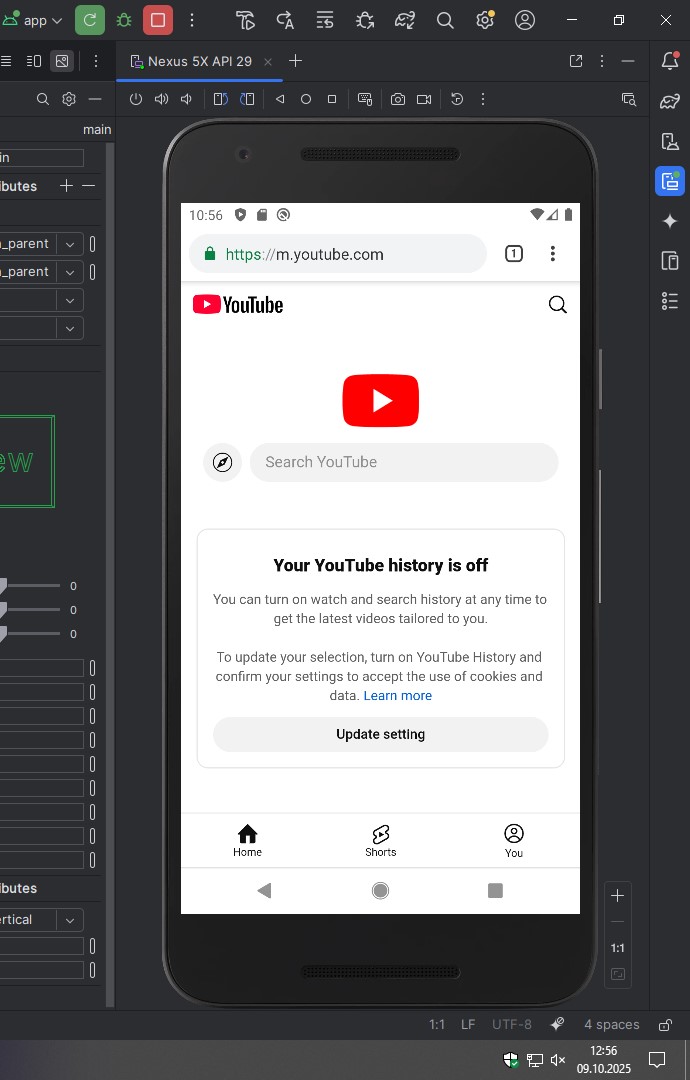 app
Nexus 5X API 29
main
in
ibutes
_parent
_parent
ew
0
0
0
ibutes
ertical
10:56
https://m.youtube.com
1
YouTube
Search YouTube
Your YouTube history is off
You can turn on watch and search history at any time to
get the latest videos tailored to you.
To update your selection, turn on YouTube History and
confirm your settings to accept the use of cookies and
data. Learn more
Update setting
Home
Shorts
You
1:1
1:1
LF
UTF-8
4 spaces
12:56
09.10.2025